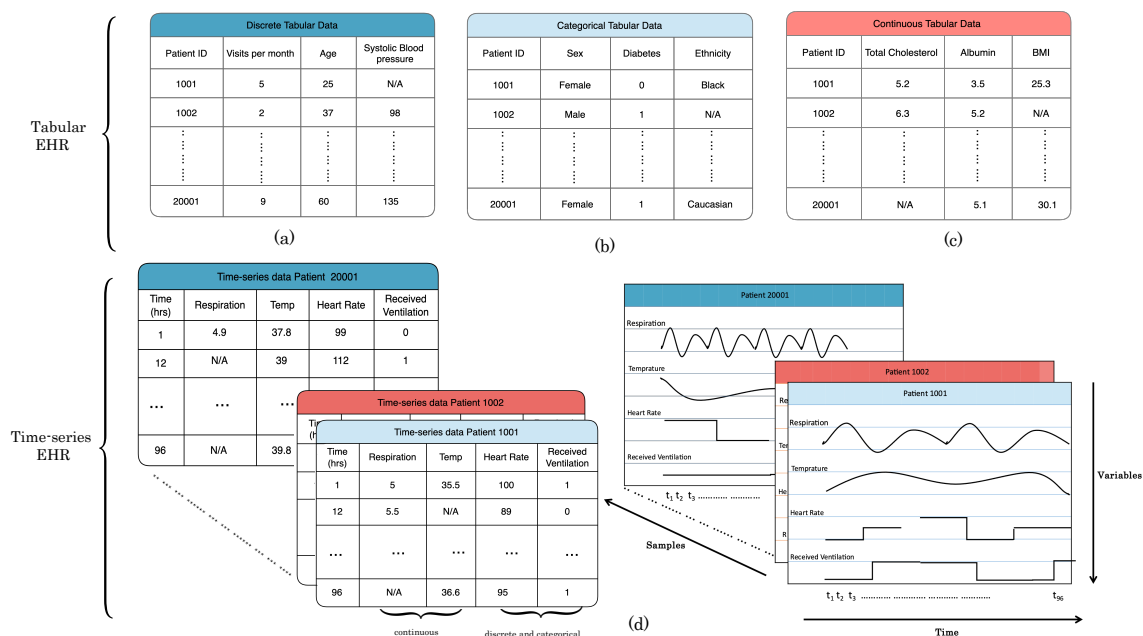 Tabular
EHR
Discrete Tabular Data
Patient ID Visits per month Age Systolic Blood pressure
1001 5 25 N/A
1002 2 37 98
20001 9 60 135
(a)
Categorical Tabular Data
Patient ID Sex Diabetes Ethnicity
1001 Female 0 Black
1002 Male 1 N/A
20001 Female 1 Caucasian
(b)
Continuous Tabular Data
Patient ID Total Cholesterol Albumin BMI
1001 5.2 3.5 25.3
1002 6.3 5.2 N/A
20001 N/A 5.1 30.1
(c)
Time-series
EHR
Time-series data Patient 20001
Time (hrs) Respiration Temp Heart Rate Received Ventilation
1 4.9 37.8 99 0
12 N/A 39 112 1
... ... ...
96 N/A 39.8
Time-series data Patient 1002
Time-series data Patient 1001
Time (hrs) Respiration Temp Heart Rate Received Ventilation
1 5 35.5 100 1
12 5.5 N/A 89 0
... ... ... ... ...
96 N/A 36.6 95 1
continuous
discrete and categorical
(d)
Samples
Patient 20001
Respiration
Temprature
Heart Rate
Received Ventilation
t1 t2 t3 ............ ............
Patient 1002
Patient 1001
Respiration
Temprature
Heart Rate
Received Ventilation
t1 t2 t3 ............ ............ ............ ............ t96
Variables
Time